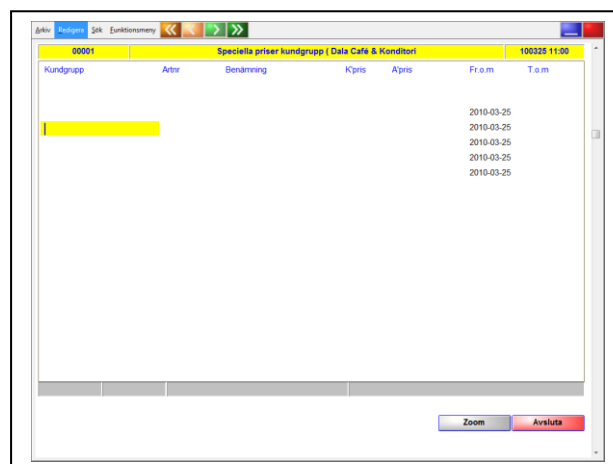 Arkiv Redigera Sök Funktionsmeny
00001 Speciella priser kundgrupp ( Dala Café & Konditori 100325 11:00
Kundgrupp Artnr Benämning K'pris A'pris Fr.o.m T.o.m
2010-03-25
2010-03-25
2010-03-25
2010-03-25
2010-03-25
Zoom Avsluta